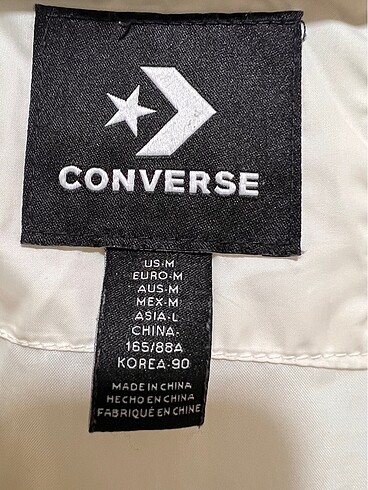 CONVERSE
US-M
EURO-M
AUS-M
MEX-M
ASIA-L
CHINA-
165/88A
KOREA-90
MADE IN CHINA
HECHO EN CHINA
FABRIQUÉ EN CHINE